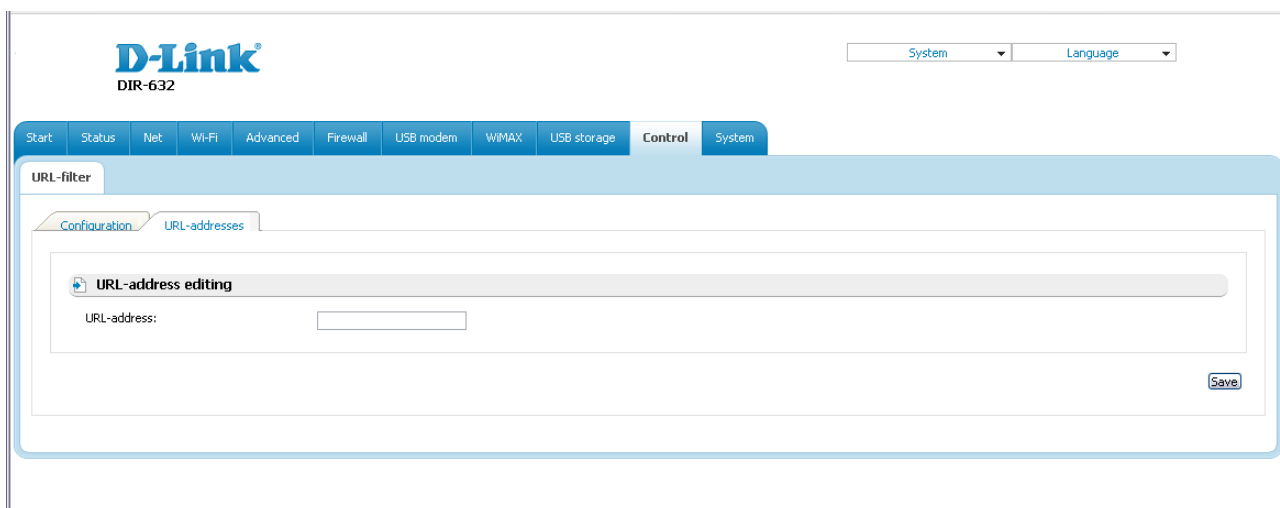 D-Link®
DIR-632
System Language
Start Status Net Wi-Fi Advanced Firewall USB modem WiMAX USB storage Control System
URL-filter
Configuration URL-addresses
URL-address editing
URL-address:
Save